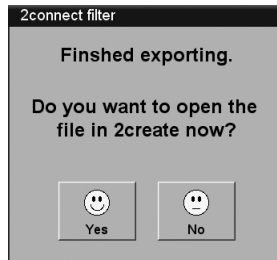 2connect filter
Finshed exporting.
Do you want to open the
file in 2create now?
Yes
No